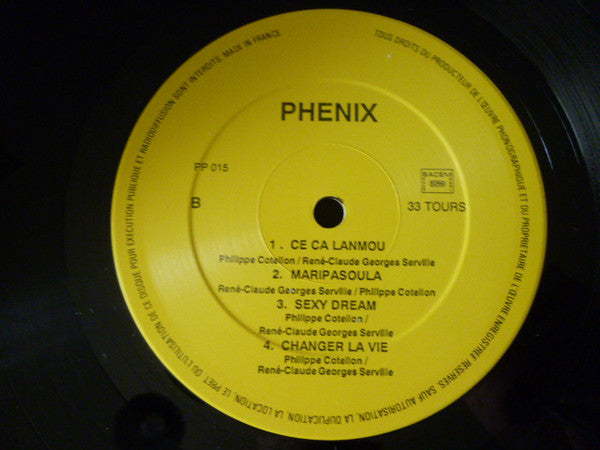 PHENIX
PP 015
SACEM
B
33 TOURS
1 . CE CA LANMOU
Philippe Cotellon / René-Claude Georges Serville
2. MARIPASOULA
René-Claude Georges Serville / Philippe Cotellon
3. SEXY DREAM
Philippe Cotellon /
René-Claude Georges Serville
4. CHANGER LA VIE
Philippe Cotellon /
René-Claude Georges Serville
TOUS DROITS DU PRODUCTEUR DE L'ŒUVRE PHONOGRAPHIQUE ET DU PROPRIETAIRE DE L'ŒUVRE ENREGISTREE RESERVES. SAUF AUTORISATION, LA DUPLICATION, LA LOCATION, LE PRET, OU L'UTILISATION DE CE DISQUE POUR EXECUTION PUBLIQUE ET RADIODIFFUSION SONT INTERDITS. MADE IN FRANCE